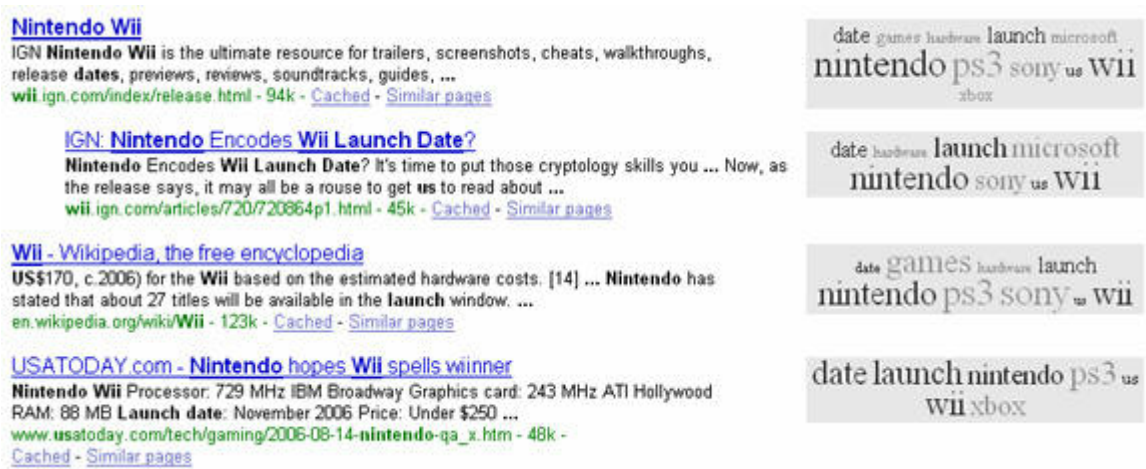 Nintendo Wii
IGN Nintendo Wii is the ultimate resource for trailers, screenshots, cheats, walkthroughs,
release dates, previews, reviews, soundtracks, guides, ...
wii.ign.com/index/release.html - 94k - Cached - Similar pages
date games hardware launch microsoft
nintendo ps3 sony us wii
xbox
IGN: Nintendo Encodes Wii Launch Date?
Nintendo Encodes Wii Launch Date? It's time to put those cryptology skills you ... Now, as
the release says, it may all be a rouse to get us to read about ...
wii.ign.com/articles/720/720864p1.html - 45k - Cached - Similar pages
date hardware launch microsoft
nintendo sony us wii
Wii - Wikipedia, the free encyclopedia
US$170, c.2006) for the Wii based on the estimated hardware costs. [14] ... Nintendo has
stated that about 27 titles will be available in the launch window. ...
en.wikipedia.org/wiki/Wii - 123k - Cached - Similar pages
date games hardware launch
nintendo ps3 sony us wii
USATODAY.com - Nintendo hopes Wii spells wiinner
Nintendo Wii Processor: 729 MHz IBM Broadway Graphics card: 243 MHz ATI Hollywood
RAM: 88 MB Launch date: November 2006 Price: Under $250 ...
www.usatoday.com/tech/gaming/2006-08-14-nintendo-qa_x.htm - 48k -
Cached - Similar pages
date launch nintendo ps3 us
wii xbox